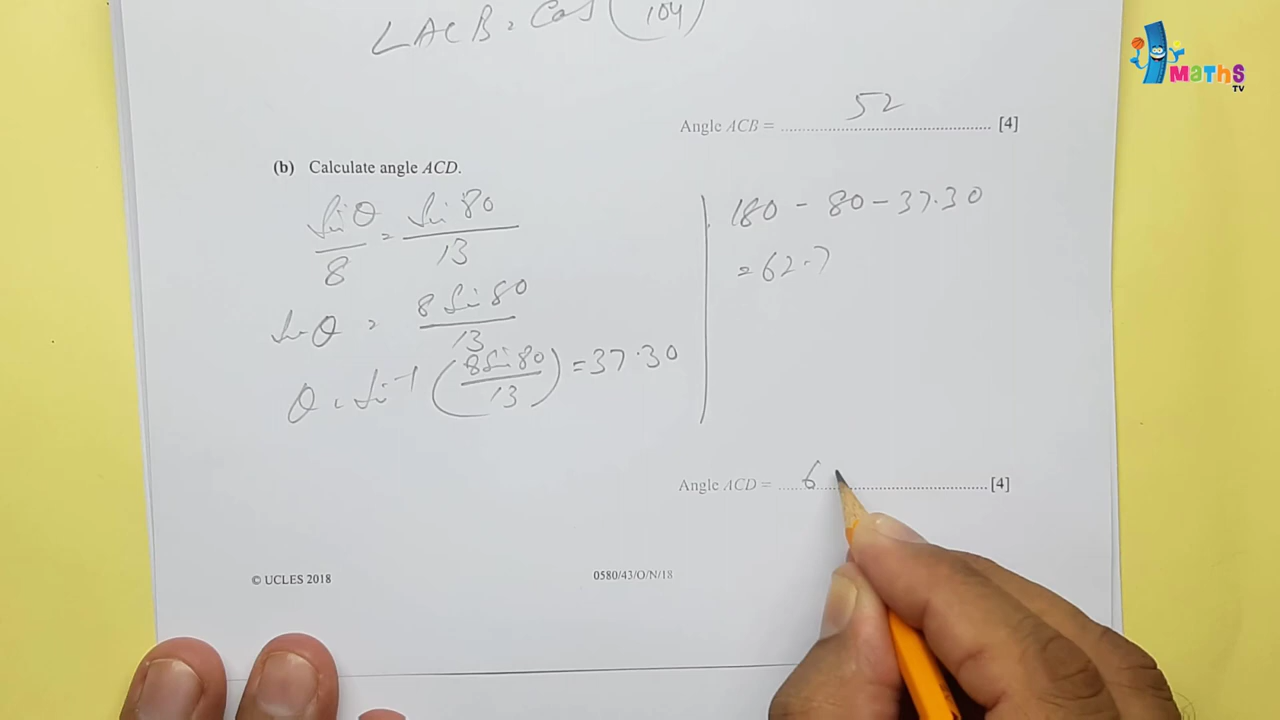 ∠ACB = Cos (
104)
MATHS
TV
52
Angle ACB = ........................................ [4]
(b) Calculate angle ACD.
Sin θ / 8 = Sin 80 / 13
Sin θ = 8 Sin 80 / 13
θ = Sin⁻¹ (8 Sin 80 / 13) = 37.30
180 - 80 - 37.30
= 62.7
Angle ACD = 6 ........................................ [4]
© UCLES 2018
0580/43/O/N/18